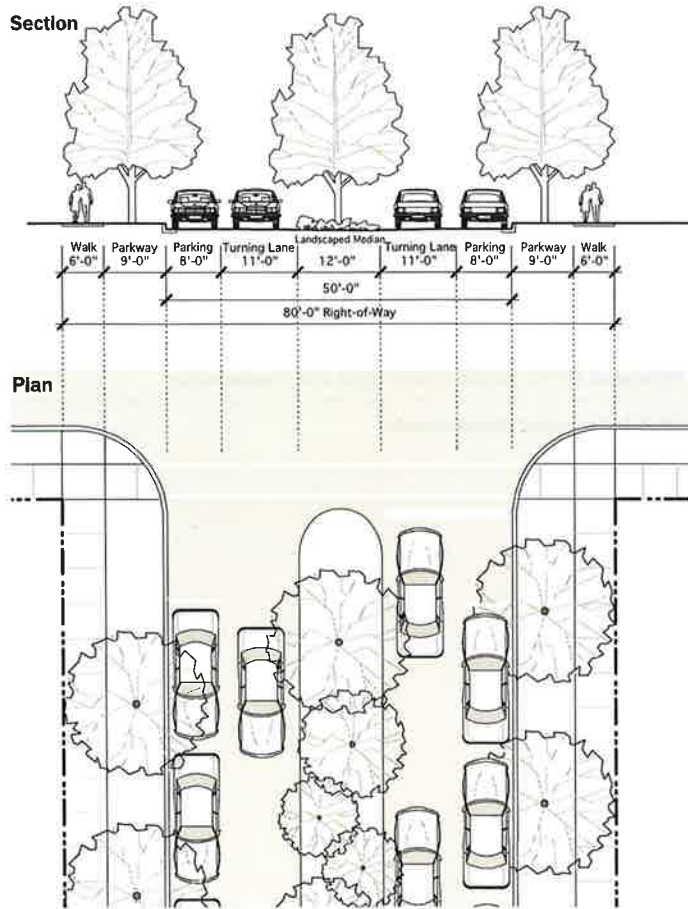 Section
Landscaped Median
Walk Parkway Parking Turning Lane Turning Lane Parking Parkway Walk
6'-0" 9'-0" 8'-0" 11'-0" 12'-0" 11'-0" 8'-0" 9'-0" 6'-0"
50'-0"
80'-0" Right-of-Way
Plan